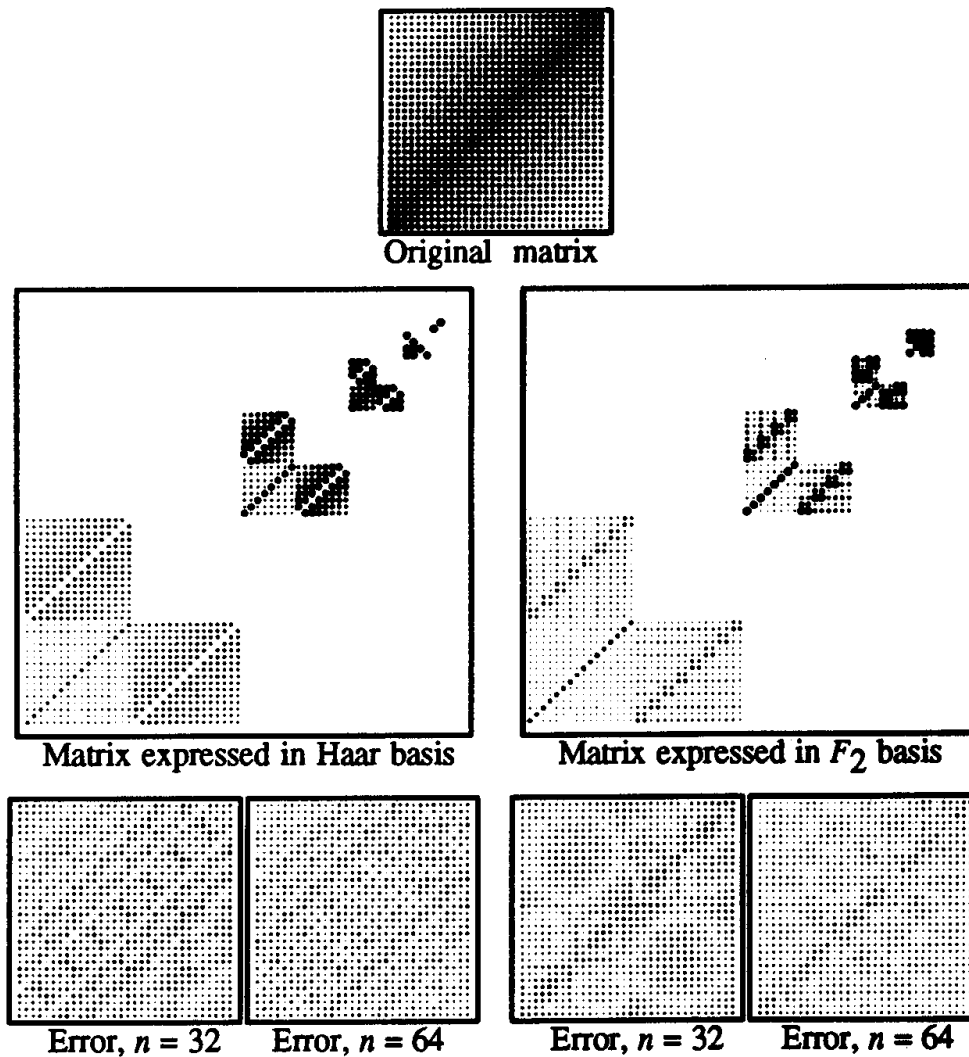 Original matrix
Matrix expressed in Haar basis
Matrix expressed in F2 basis
Error, n = 32
Error, n = 64
Error, n = 32
Error, n = 64